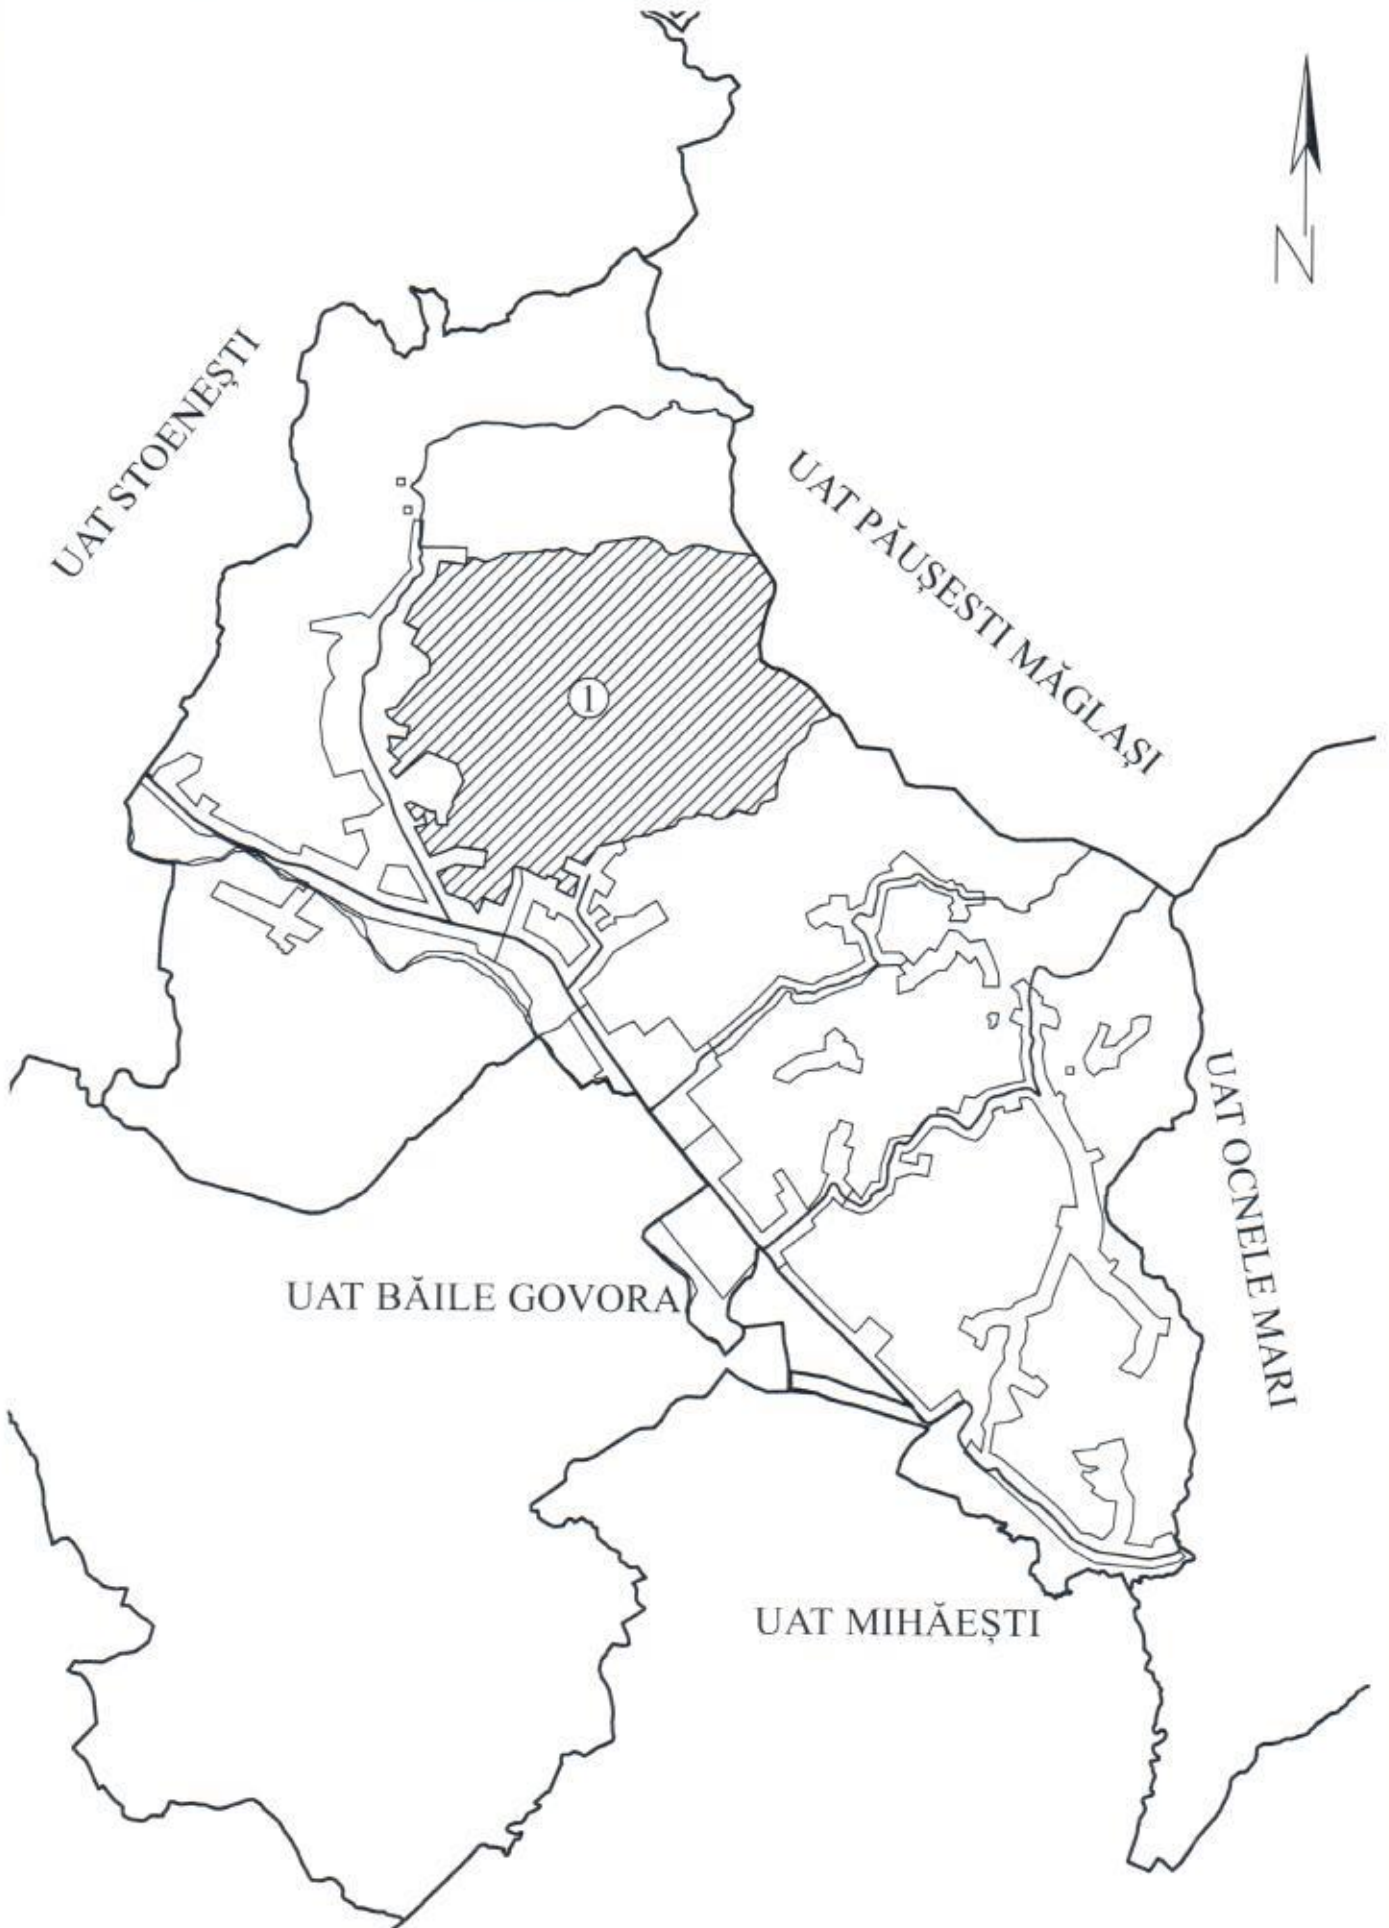 N
UAT STOENEŞTI
UAT PĂUŞESTI MĂGLAŞI
1
UAT OCNELE MARI
UAT BĂILE GOVORA
UAT MIHĂEŞTI